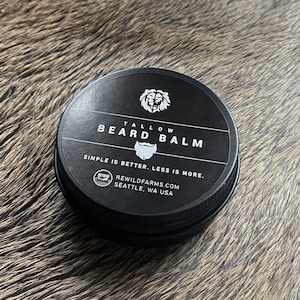 TALLOW
BEARD BALM
SIMPLE IS BETTER. LESS IS MORE.
REWILDFARMS.COM
SEATTLE, WA USA